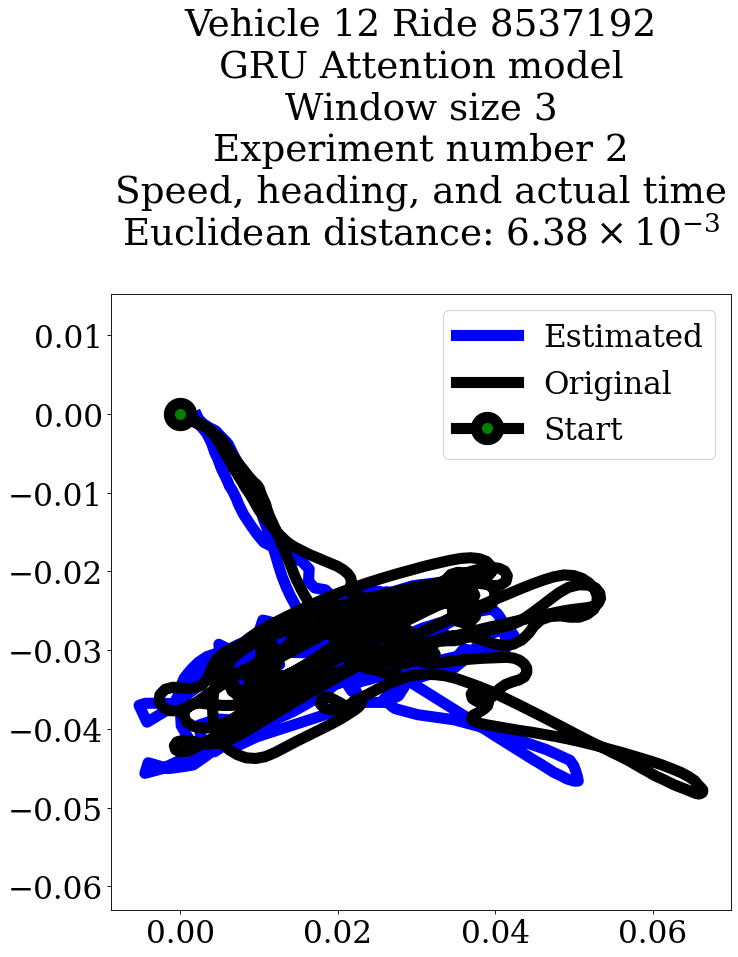 Vehicle 12 Ride 8537192
GRU Attention model
Window size 3
Experiment number 2
Speed, heading, and actual time
Euclidean distance: 6.38 × 10⁻³
Estimated
Original
Start
0.01
0.00
−0.01
−0.02
−0.03
−0.04
−0.05
−0.06
0.00 0.02 0.04 0.06